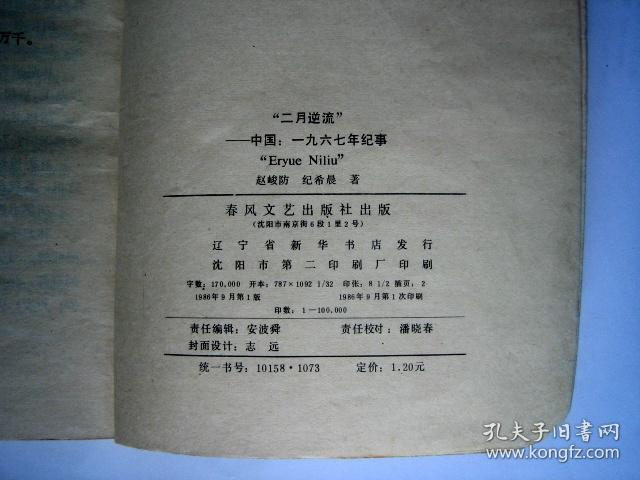 万千。
“二月逆流”
——中国：一九六七年纪事
“Eryue Niliu”
赵峻防 纪希晨 著
春风文艺出版社出版
(沈阳市南京街6段1里2号)
辽宁省新华书店发行
沈阳市第二印刷厂印刷
字数：170,000 开本：787×1092 1/32 印张：8 1/2 插页：2
1986年9月第1版 1986年9月第1次印刷
印数：1—100,000
责任编辑：安波舜 责任校对：潘晓春
封面设计：志远
统一书号：10158·1073 定价：1.20元
孔夫子旧书网
www.kongfz.com